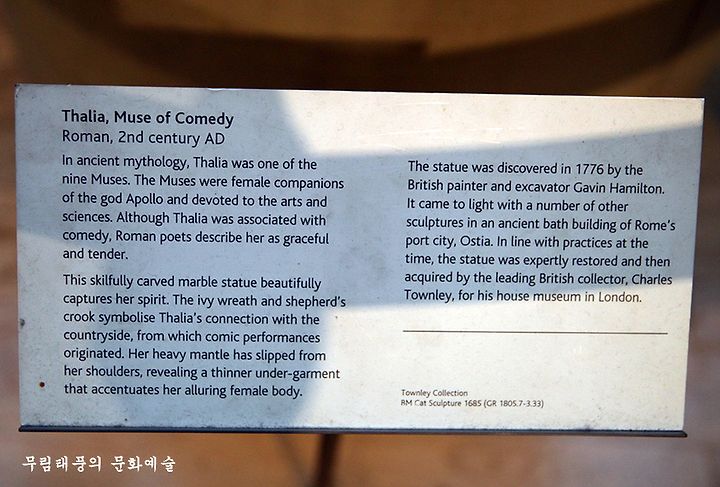 Thalia, Muse of Comedy
Roman, 2nd century AD
In ancient mythology, Thalia was one of the
nine Muses. The Muses were female companions
of the god Apollo and devoted to the arts and
sciences. Although Thalia was associated with
comedy, Roman poets describe her as graceful
and tender.
This skilfully carved marble statue beautifully
captures her spirit. The ivy wreath and shepherd's
crook symbolise Thalia's connection with the
countryside, from which comic performances
originated. Her heavy mantle has slipped from
her shoulders, revealing a thinner under-garment
that accentuates her alluring female body.
The statue was discovered in 1776 by the
British painter and excavator Gavin Hamilton.
It came to light with a number of other
sculptures in an ancient bath building of Rome's
port city, Ostia. In line with practices at the
time, the statue was expertly restored and then
acquired by the leading British collector, Charles
Townley, for his house museum in London.
Townley Collection
BM Cat Sculpture 1685 (GR 1805.7-3.33)
무림태풍의 문화예술